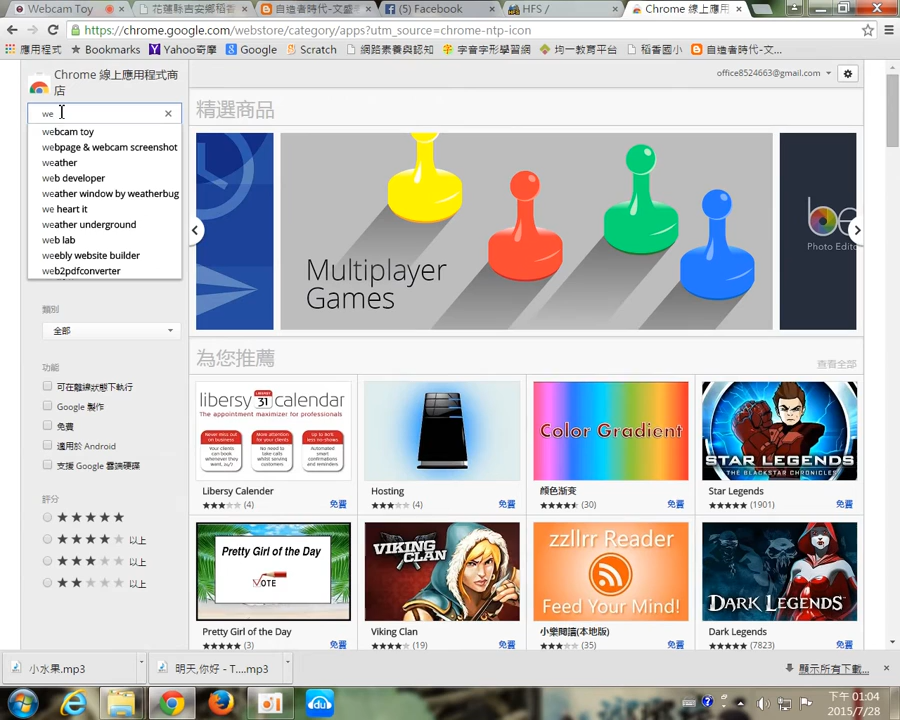 Webcam Toy
花蓮縣吉安鄉稻香
自造者時代-文盛
(4) Facebook
HFS /
Chrome 線上應用
https://chrome.google.com/webstore/category/apps?utm_source=chrome-ntp-icon
應用程式
Bookmarks
Yahoo奇摩
Google
Scratch
網路素養與認知
字音字形學習網
均一教育平台
稻香國小
自造者時代-文...
Chrome 線上應用程式商店
office8524663@gmail.com
we
webcam toy
webpage & webcam screenshot
weather
web developer
weather window by weatherbug
we heart it
weather underground
web lab
weebly website builder
web2pdfconverter
類別
全部
功能
可在離線狀態下執行
Google 製作
免費
適用於 Android
支援 Google 雲端硬碟
評分
以上
以上
以上
精選商品
Multiplayer
Games
be
Photo Edito
為您推薦
查看全部
libersy 31 calendar
The appointment maximizer for professionals
Libersy Calender
(4)
免費
Hosting
(4)
免費
Color Gradient
顔色渐变
(30)
免費
STAR LEGENDS
THE BLACKSTAR CHRONICLES
Star Legends
(1901)
免費
Pretty Girl of the Day
VOTE
Pretty Girl of the Day
(3)
免費
VIKING CLAN
Viking Clan
(19)
免費
zzllrr Reader
Feed Your Mind!
小樂閱讀(本地版)
(35)
免費
DARK LEGENDS
Dark Legends
(7823)
免費
小水果.mp3
明天,你好 - T....mp3
顯示所有下載...
du
下午 01:04
2015/7/28